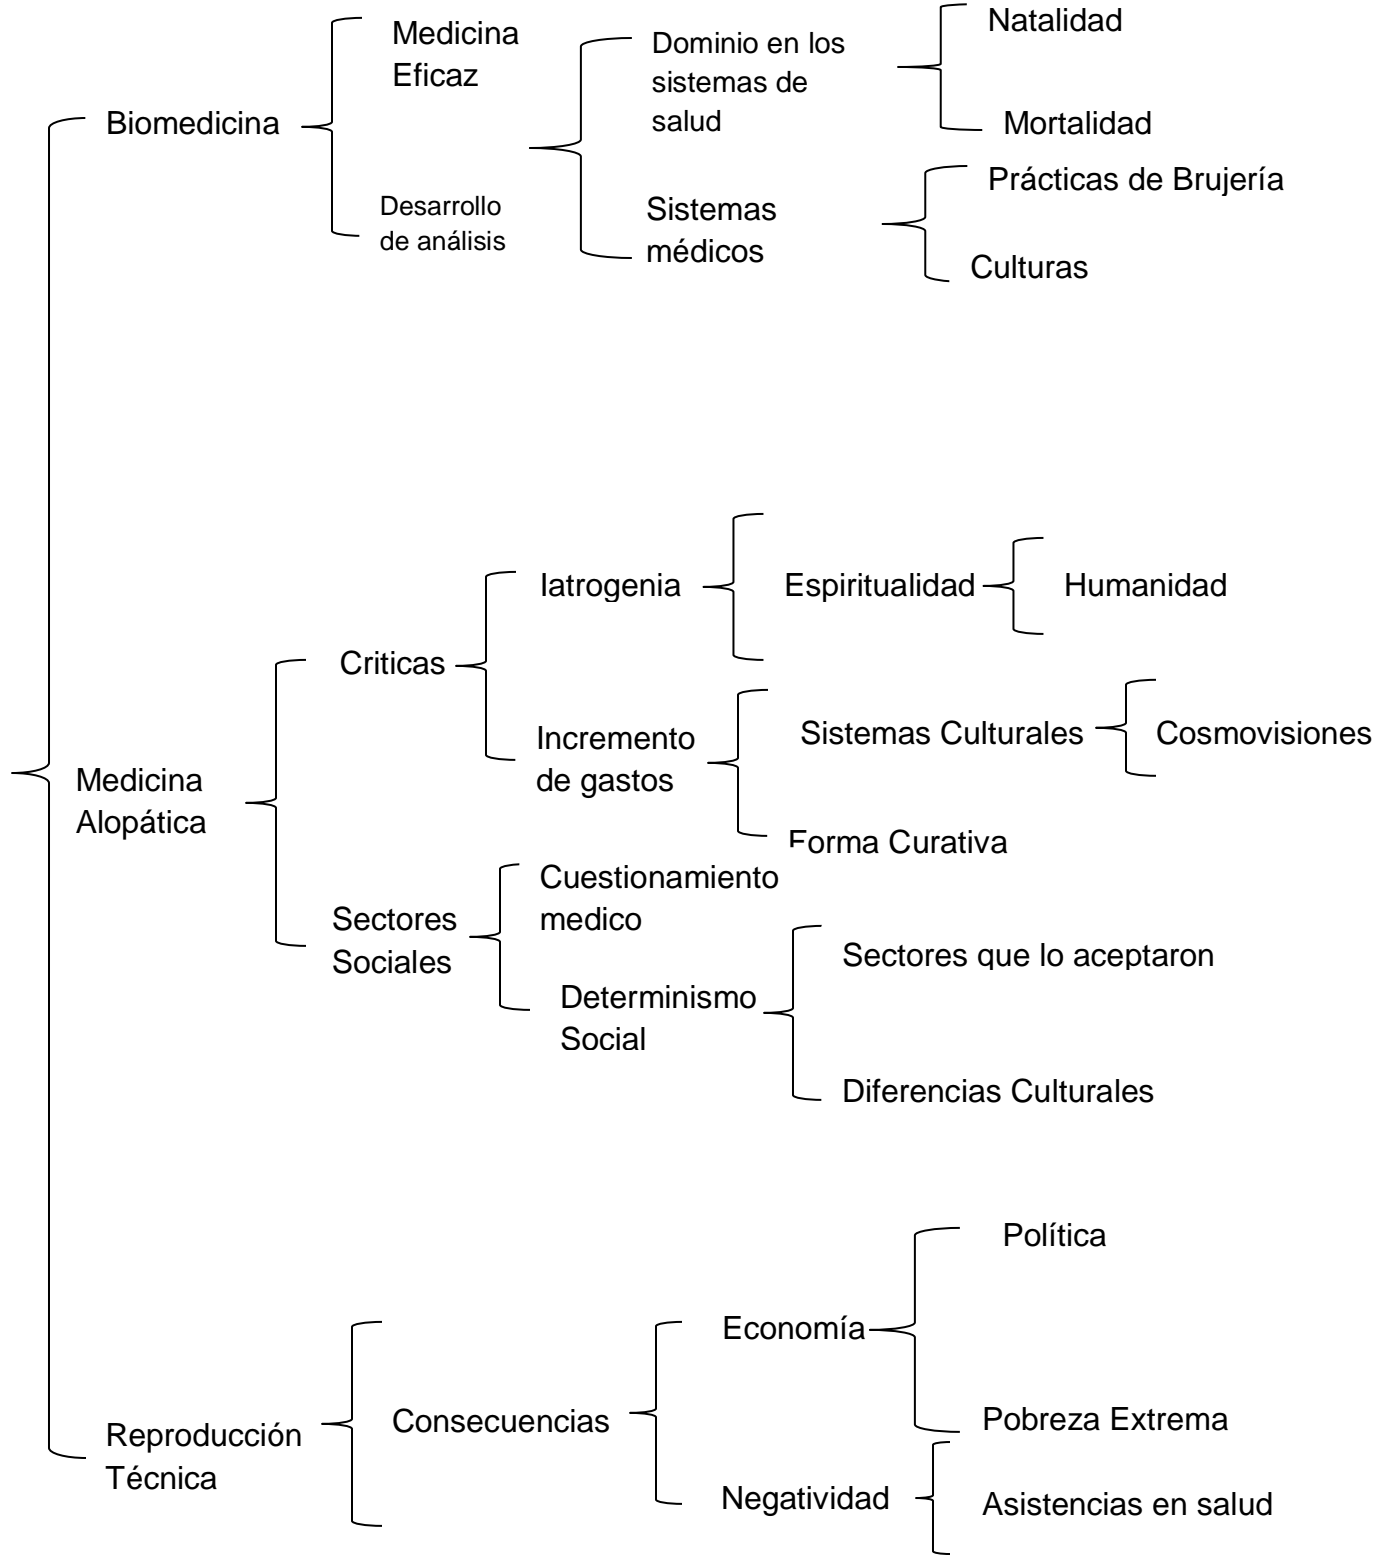 Biomedicina
Medicina
Eficaz
Desarrollo
de análisis
Dominio en los
sistemas de
salud
Natalidad
Mortalidad
Sistemas
médicos
Prácticas de Brujería
Culturas
Medicina
Alopática
Criticas
Iatrogenia
Espiritualidad
Humanidad
Incremento
de gastos
Sistemas Culturales
Cosmovisiones
Forma Curativa
Sectores
Sociales
Cuestionamiento
medico
Determinismo
Social
Sectores que lo aceptaron
Diferencias Culturales
Reproducción
Técnica
Consecuencias
Economía
Política
Pobreza Extrema
Negatividad
Asistencias en salud